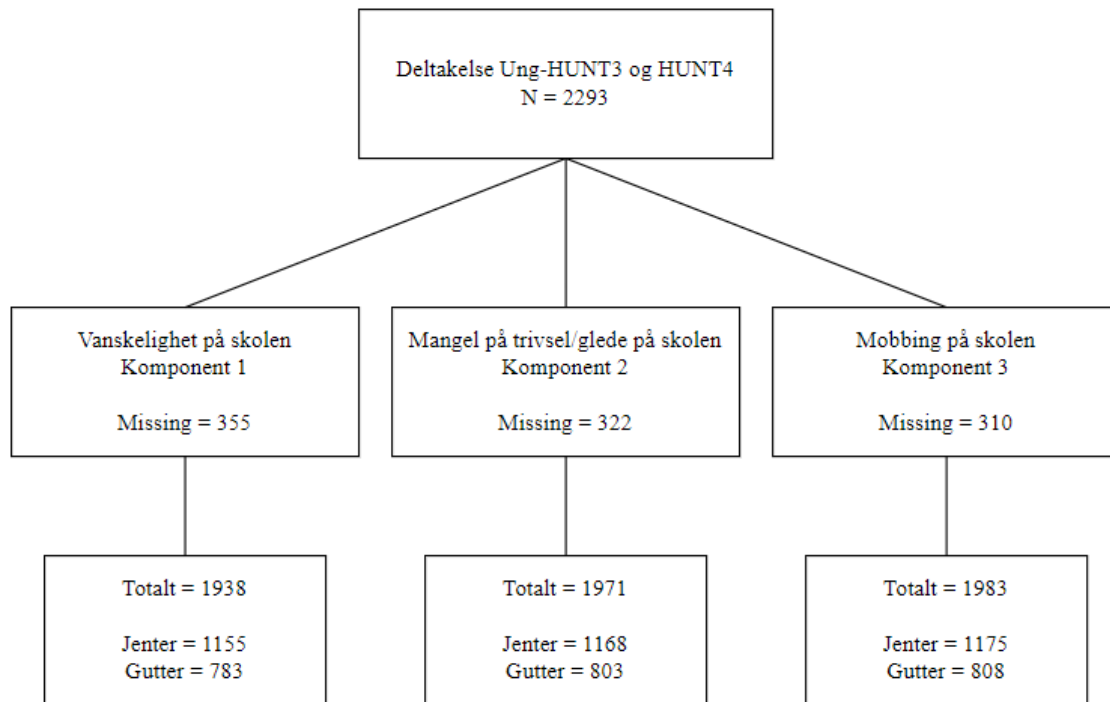 Deltakelse Ung-HUNT3 og HUNT4
N = 2293
Vanskelighet på skolen
Komponent 1
Missing = 355
Mangel på trivsel/glede på skolen
Komponent 2
Missing = 322
Mobbing på skolen
Komponent 3
Missing = 310
Totalt = 1938
Jenter = 1155
Gutter = 783
Totalt = 1971
Jenter = 1168
Gutter = 803
Totalt = 1983
Jenter = 1175
Gutter = 808